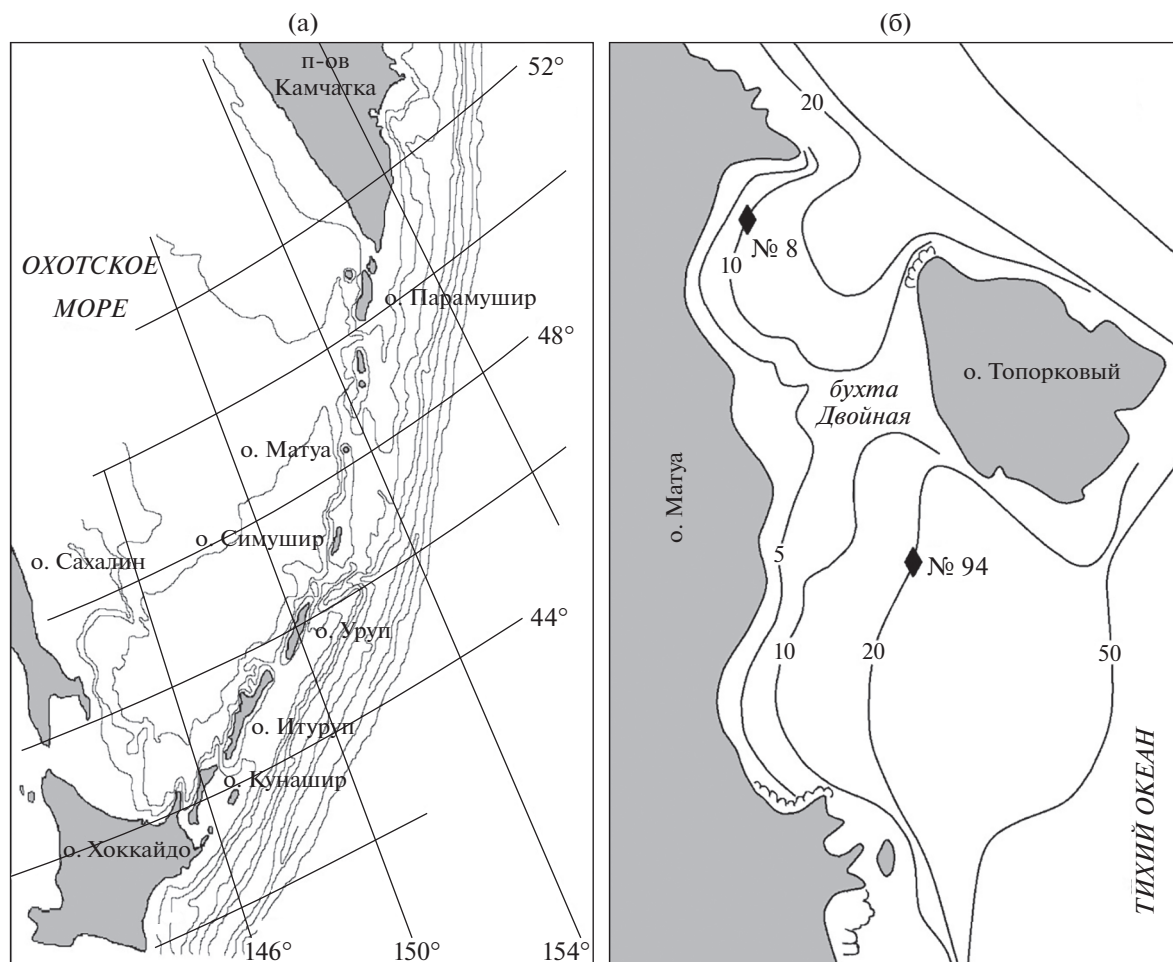 (а)
п-ов
Камчатка
52°
ОХОТСКОЕ
МОРЕ
о. Парамушир
48°
о. Матуа
о. Симушир
о. Сахалин
44°
о. Уруп
о. Итуруп
о. Кунашир
о. Хоккайдо
146°
150°
154°
(б)
20
№ 8
10
о. Топорковый
бухта
Двойная
о. Матуа
5
№ 94
10
20
50
ТИХИЙ ОКЕАН